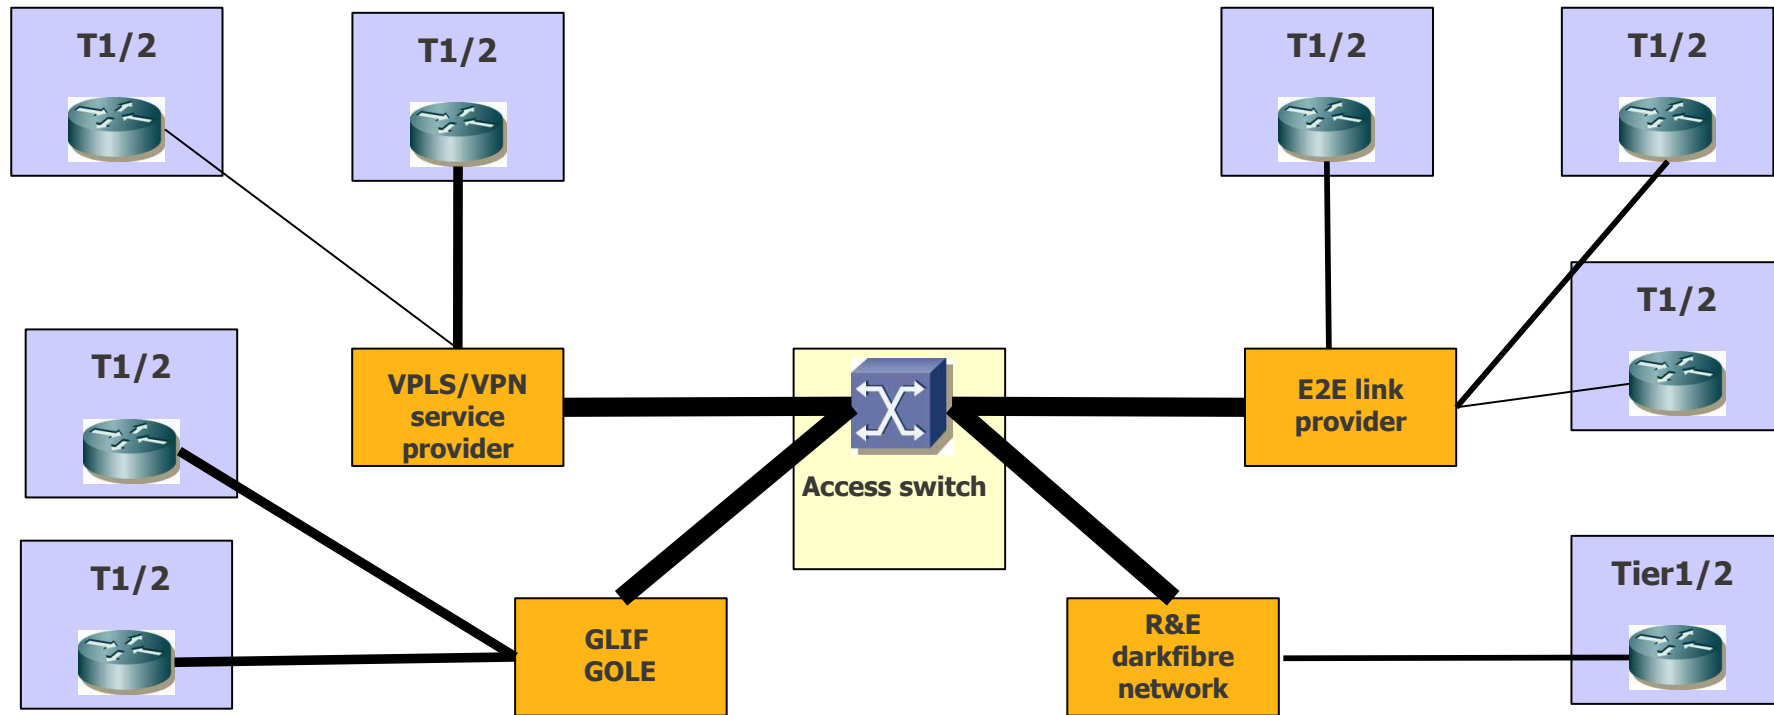 T1/2
T1/2
T1/2
T1/2
T1/2
T1/2
VPLS/VPN
service
provider
E2E link
provider
Access switch
T1/2
Tier1/2
GLIF
GOLE
R&E
darkfibre
network